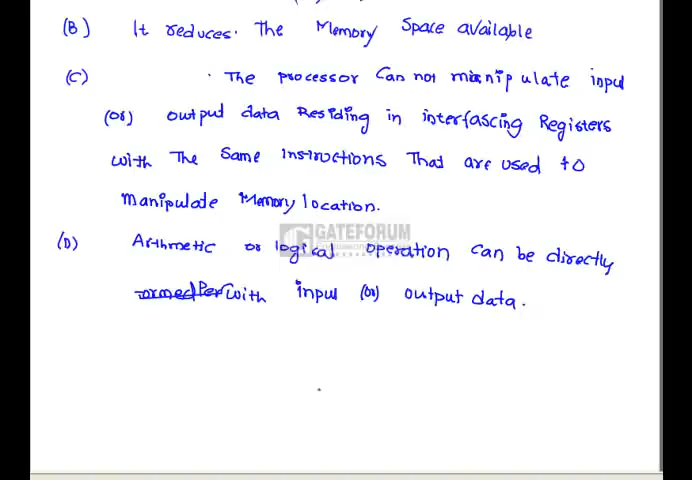 (B) It reduces. The Memory Space available
(C) . The processor Can not manipulate input
(or) output data Residing in interfascing Registers
with The Same instructions That are used to
Manipulade Memory location.
GATEFORUM
(D) Arithmetic or logical operation can be directly
with input (or) output data.